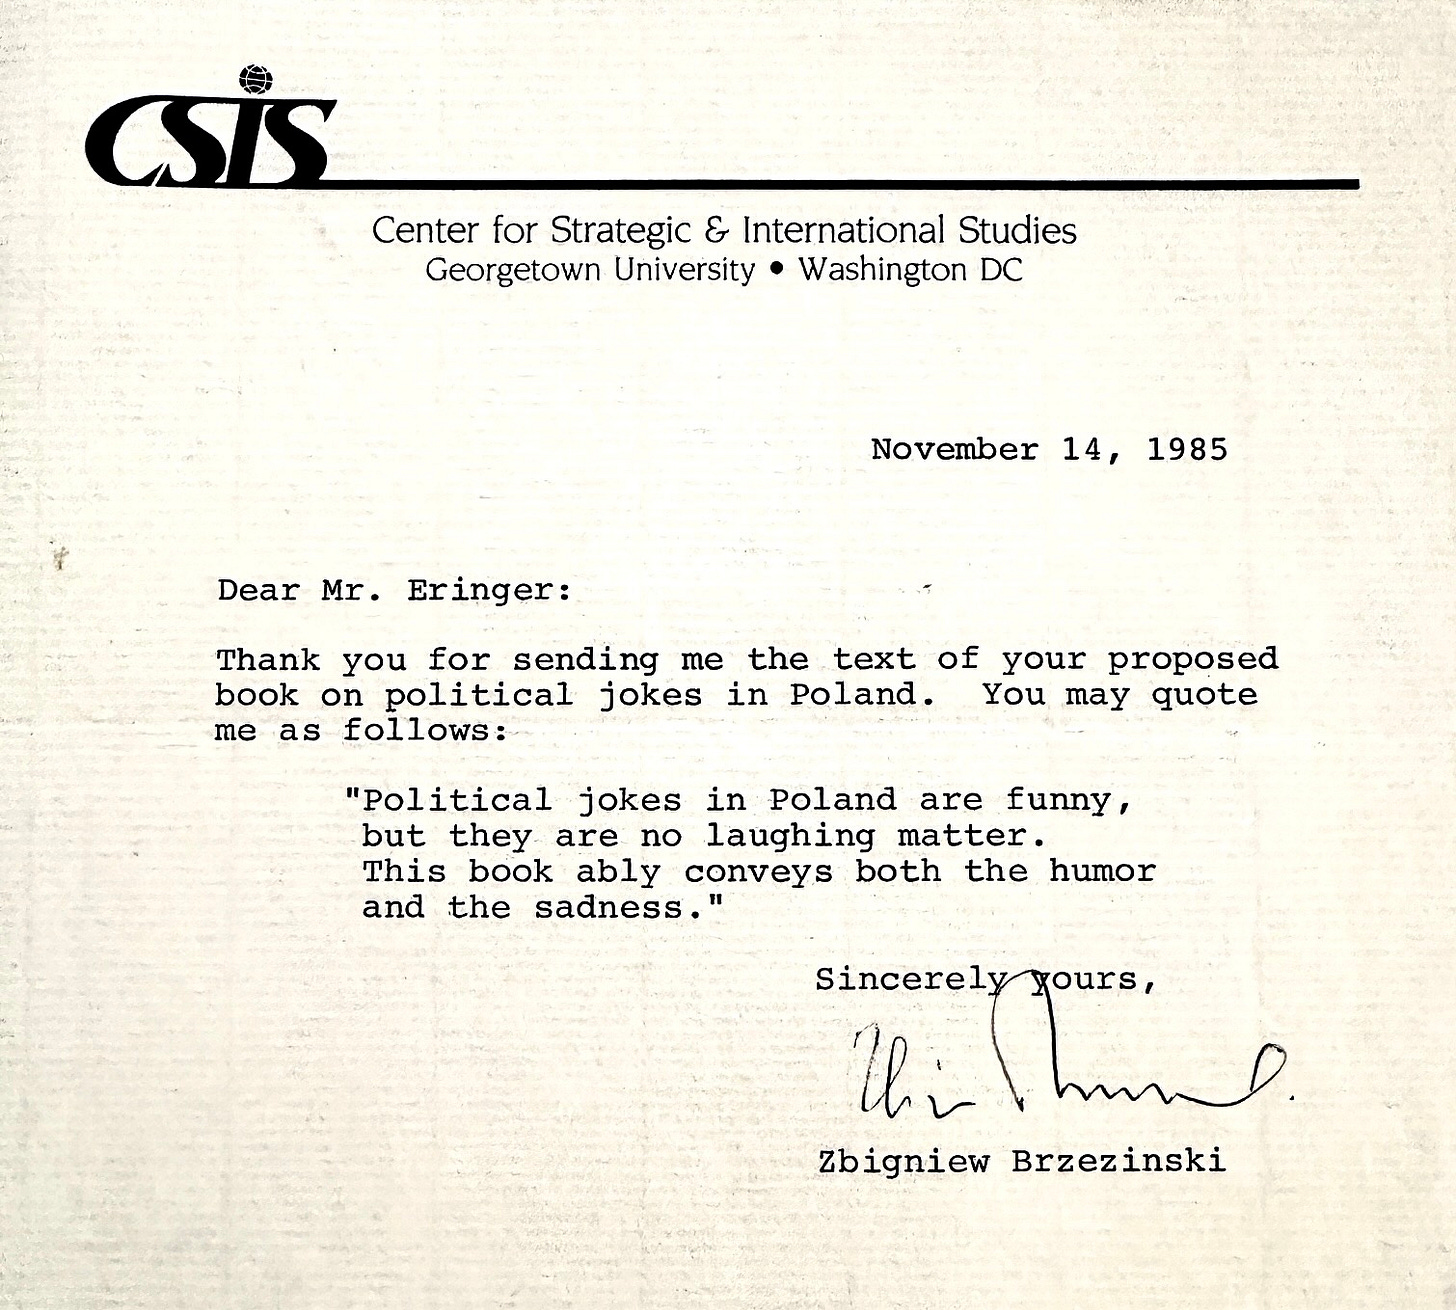 CSIS
Center for Strategic & International Studies
Georgetown University • Washington DC
November 14, 1985
Dear Mr. Eringer:
Thank you for sending me the text of your proposed
book on political jokes in Poland.  You may quote
me as follows:
"Political jokes in Poland are funny,
but they are no laughing matter.
This book ably conveys both the humor
and the sadness."
Sincerely yours,
Zbigniew Brzezinski